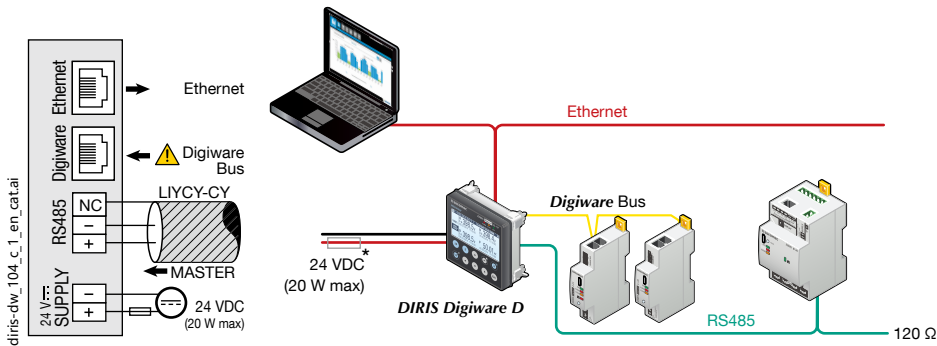 diris-dw_104_c_1_en_cat.ai
Ethernet
Ethernet
Digiware
Digiware
Bus
LIYCY-CY
RS485
NC
–
+
MASTER
24 V
SUPPLY
–
+
24 VDC
(20 W max)
Ethernet
Digiware Bus
*
24 VDC
(20 W max)
DIRIS Digiware D
RS485
120 Ω